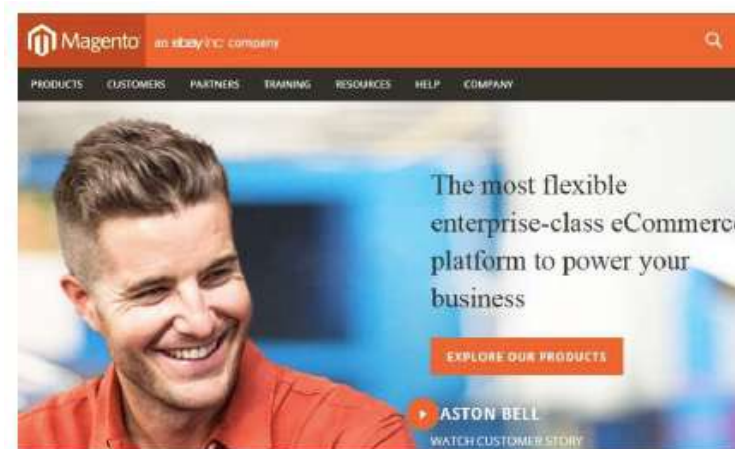 Magento an ebay inc company
PRODUCTS CUSTOMERS PARTNERS TRAINING RESOURCES HELP COMPANY
The most flexible
enterprise-class eCommerce
platform to power your
business
EXPLORE OUR PRODUCTS
ASTON BELL
WATCH CUSTOMER STORY